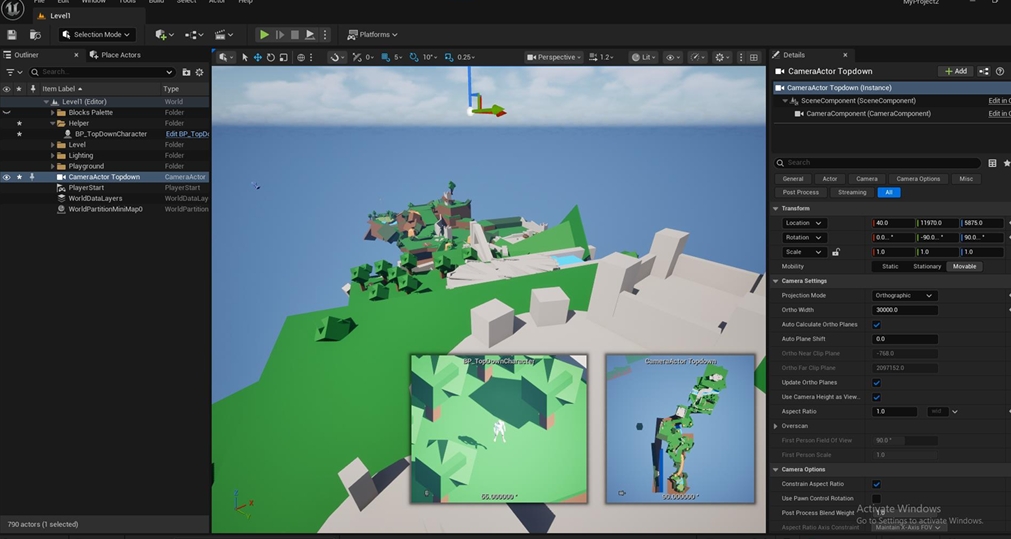 File Edit Window Tools Build Select Actor Help
MyProject2
Level1
Selection Mode
Platforms
Outliner
Place Actors
Search...
Item Label
Type
Level1 (Editor)
World
Blocks Palette
Folder
Helper
Folder
BP_TopDownCharacter
Edit BP_TopDo
Level
Folder
Lighting
Folder
Playground
Folder
CameraActor Topdown
CameraActor
PlayerStart
PlayerStart
WorldDataLayers
WorldDataLay
WorldPartitionMiniMap0
WorldPartition
790 actors (1 selected)
0
5
10°
0.25
Perspective
1.2
Lit
BP_TopDownCharacter
55.000000 °
CameraActor Topdown
90.000000 °
Details
CameraActor Topdown
Add
CameraActor Topdown (Instance)
SceneComponent (SceneComponent)
Edit in C
CameraComponent (CameraComponent)
Edit in C
Search
General
Actor
Camera
Camera Options
Misc
Post Process
Streaming
All
Transform
Location
40.0
11970.0
5875.0
Rotation
0.0... °
-90.0... °
90.0... °
Scale
1.0
1.0
1.0
Mobility
Static
Stationary
Movable
Camera Settings
Projection Mode
Orthographic
Ortho Width
30000.0
Auto Calculate Ortho Planes
Auto Plane Shift
0.0
Ortho Near Clip Plane
-768.0
Ortho Far Clip Plane
2097152.0
Update Ortho Planes
Use Camera Height as View...
Aspect Ratio
1.0
Overscan
First Person Field Of View
90.0 °
First Person Scale
1.0
Camera Options
Constrain Aspect Ratio
Use Pawn Control Rotation
Post Process Blend Weight
1.0
Aspect Ratio Axis Constraint
Maintain X-Axis FOV
Activate Windows
Go to Settings to activate Windows.